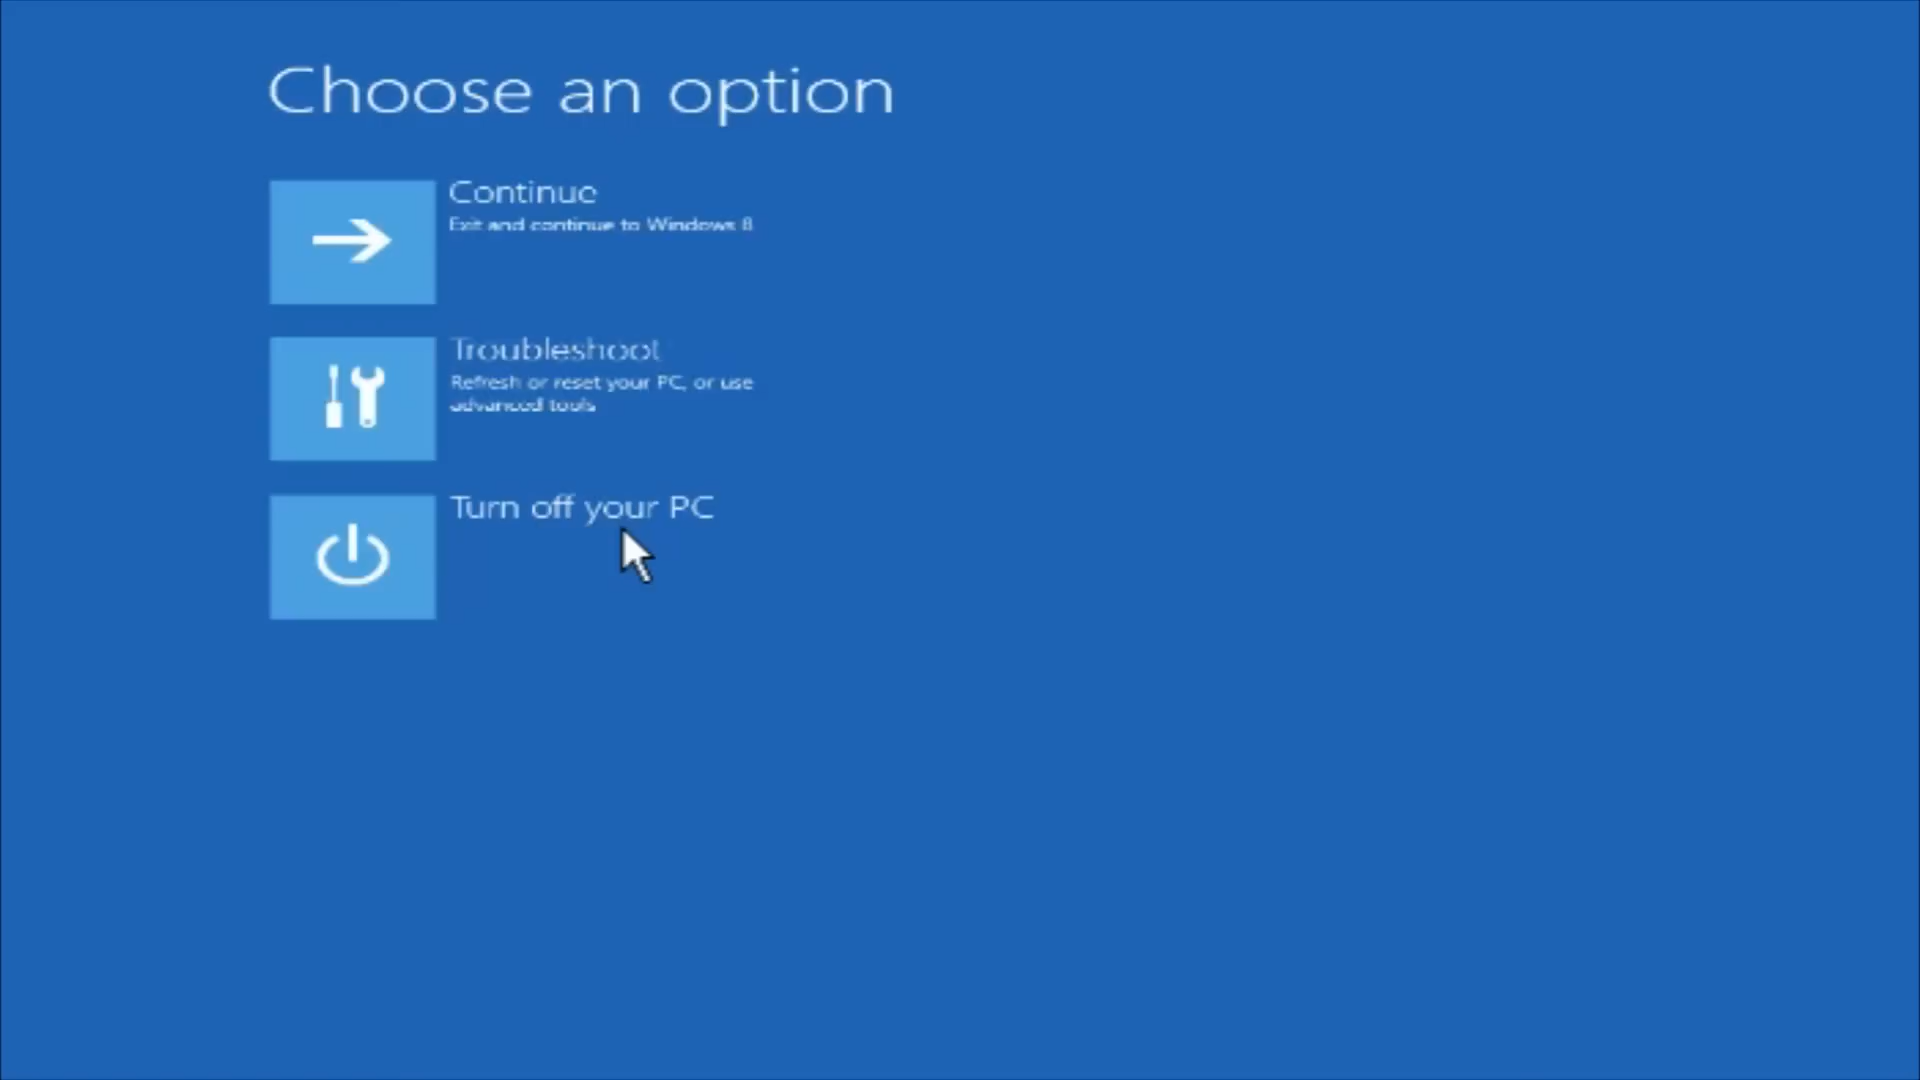 Choose an option
Continue
Exit and continue to Windows 8
Troubleshoot
Refresh or reset your PC, or use
advanced tools
Turn off your PC